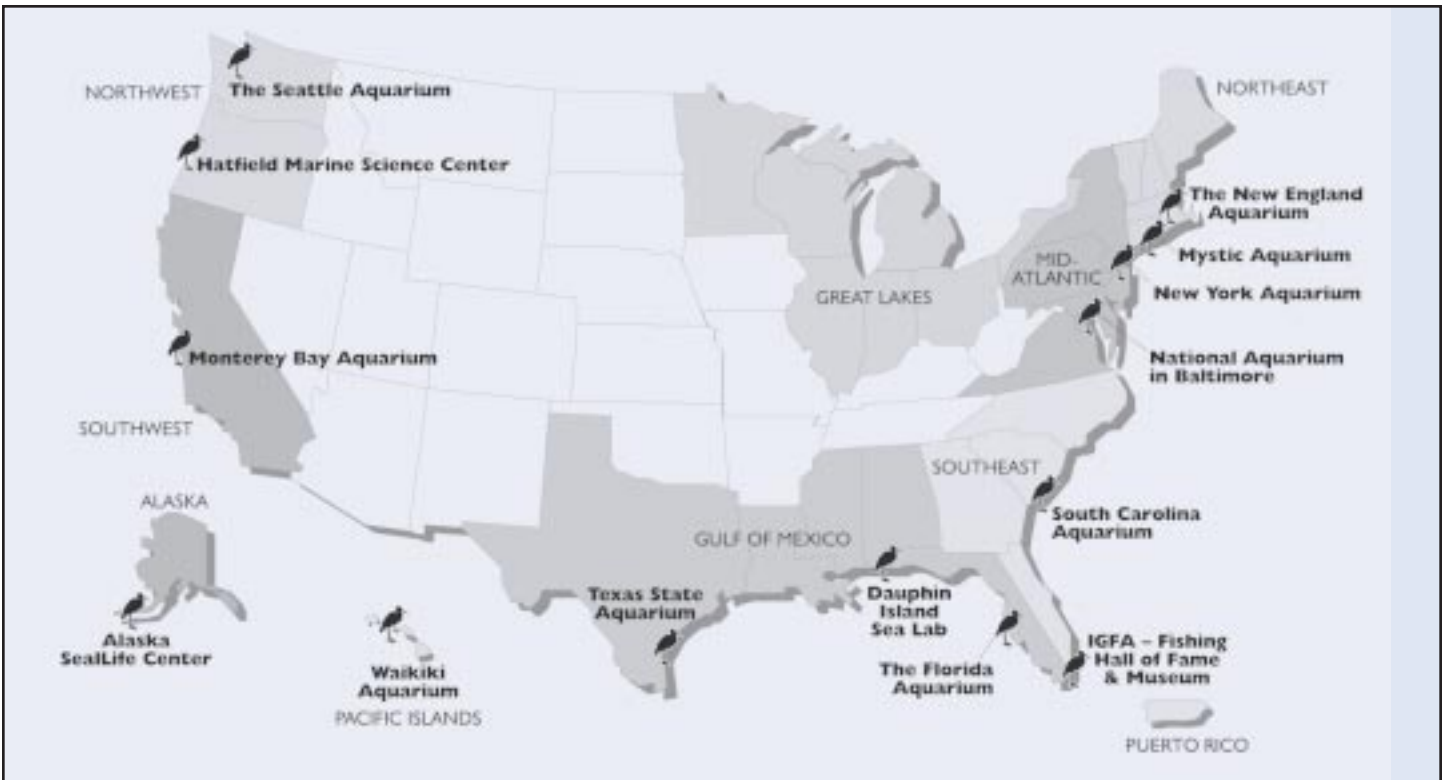 NORTHWEST
The Seattle Aquarium
NORTHEAST
Hatfield Marine Science Center
The New England
Aquarium
MID-
ATLANTIC
Mystic Aquarium
GREAT LAKES
New York Aquarium
Monterey Bay Aquarium
National Aquarium
in Baltimore
SOUTHWEST
SOUTHEAST
ALASKA
South Carolina
Aquarium
GULF OF MEXICO
Texas State
Aquarium
Dauphin
Island
Sea Lab
Alaska
SealLife Center
Waikiki
Aquarium
PACIFIC ISLANDS
The Florida
Aquarium
IGFA – Fishing
Hall of Fame
& Museum
PUERTO RICO